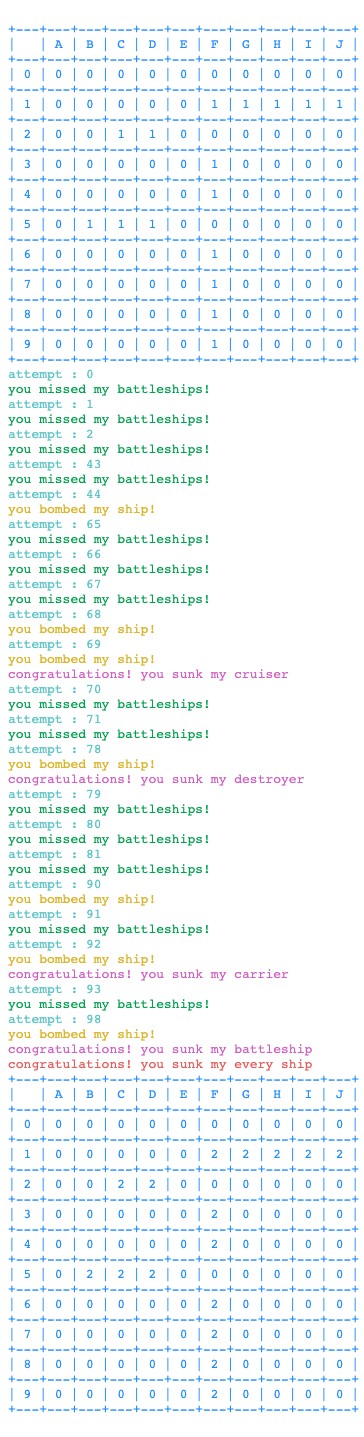 +---+---+---+---+---+---+---+---+---+---+---+
|   | A | B | C | D | E | F | G | H | I | J |
+---+---+---+---+---+---+---+---+---+---+---+
| 0 | 0 | 0 | 0 | 0 | 0 | 0 | 0 | 0 | 0 | 0 |
+---+---+---+---+---+---+---+---+---+---+---+
| 1 | 0 | 0 | 0 | 0 | 0 | 1 | 1 | 1 | 1 | 1 |
+---+---+---+---+---+---+---+---+---+---+---+
| 2 | 0 | 0 | 1 | 1 | 0 | 0 | 0 | 0 | 0 | 0 |
+---+---+---+---+---+---+---+---+---+---+---+
| 3 | 0 | 0 | 0 | 0 | 0 | 1 | 0 | 0 | 0 | 0 |
+---+---+---+---+---+---+---+---+---+---+---+
| 4 | 0 | 0 | 0 | 0 | 0 | 1 | 0 | 0 | 0 | 0 |
+---+---+---+---+---+---+---+---+---+---+---+
| 5 | 0 | 1 | 1 | 1 | 0 | 0 | 0 | 0 | 0 | 0 |
+---+---+---+---+---+---+---+---+---+---+---+
| 6 | 0 | 0 | 0 | 0 | 0 | 1 | 0 | 0 | 0 | 0 |
+---+---+---+---+---+---+---+---+---+---+---+
| 7 | 0 | 0 | 0 | 0 | 0 | 1 | 0 | 0 | 0 | 0 |
+---+---+---+---+---+---+---+---+---+---+---+
| 8 | 0 | 0 | 0 | 0 | 0 | 1 | 0 | 0 | 0 | 0 |
+---+---+---+---+---+---+---+---+---+---+---+
| 9 | 0 | 0 | 0 | 0 | 0 | 1 | 0 | 0 | 0 | 0 |
+---+---+---+---+---+---+---+---+---+---+---+
attempt : 0
you missed my battleships!
attempt : 1
you missed my battleships!
attempt : 2
you missed my battleships!
attempt : 43
you missed my battleships!
attempt : 44
you bombed my ship!
attempt : 65
you missed my battleships!
attempt : 66
you missed my battleships!
attempt : 67
you missed my battleships!
attempt : 68
you bombed my ship!
attempt : 69
you bombed my ship!
congratulations! you sunk my cruiser
attempt : 70
you missed my battleships!
attempt : 71
you missed my battleships!
attempt : 78
you bombed my ship!
congratulations! you sunk my destroyer
attempt : 79
you missed my battleships!
attempt : 80
you missed my battleships!
attempt : 81
you missed my battleships!
attempt : 90
you bombed my ship!
attempt : 91
you missed my battleships!
attempt : 92
you bombed my ship!
congratulations! you sunk my carrier
attempt : 93
you missed my battleships!
attempt : 98
you bombed my ship!
congratulations! you sunk my battleship
congratulations! you sunk my every ship
+---+---+---+---+---+---+---+---+---+---+---+
|   | A | B | C | D | E | F | G | H | I | J |
+---+---+---+---+---+---+---+---+---+---+---+
| 0 | 0 | 0 | 0 | 0 | 0 | 0 | 0 | 0 | 0 | 0 |
+---+---+---+---+---+---+---+---+---+---+---+
| 1 | 0 | 0 | 0 | 0 | 0 | 2 | 2 | 2 | 2 | 2 |
+---+---+---+---+---+---+---+---+---+---+---+
| 2 | 0 | 0 | 2 | 2 | 0 | 0 | 0 | 0 | 0 | 0 |
+---+---+---+---+---+---+---+---+---+---+---+
| 3 | 0 | 0 | 0 | 0 | 0 | 2 | 0 | 0 | 0 | 0 |
+---+---+---+---+---+---+---+---+---+---+---+
| 4 | 0 | 0 | 0 | 0 | 0 | 2 | 0 | 0 | 0 | 0 |
+---+---+---+---+---+---+---+---+---+---+---+
| 5 | 0 | 2 | 2 | 2 | 0 | 0 | 0 | 0 | 0 | 0 |
+---+---+---+---+---+---+---+---+---+---+---+
| 6 | 0 | 0 | 0 | 0 | 0 | 2 | 0 | 0 | 0 | 0 |
+---+---+---+---+---+---+---+---+---+---+---+
| 7 | 0 | 0 | 0 | 0 | 0 | 2 | 0 | 0 | 0 | 0 |
+---+---+---+---+---+---+---+---+---+---+---+
| 8 | 0 | 0 | 0 | 0 | 0 | 2 | 0 | 0 | 0 | 0 |
+---+---+---+---+---+---+---+---+---+---+---+
| 9 | 0 | 0 | 0 | 0 | 0 | 2 | 0 | 0 | 0 | 0 |
+---+---+---+---+---+---+---+---+---+---+---+